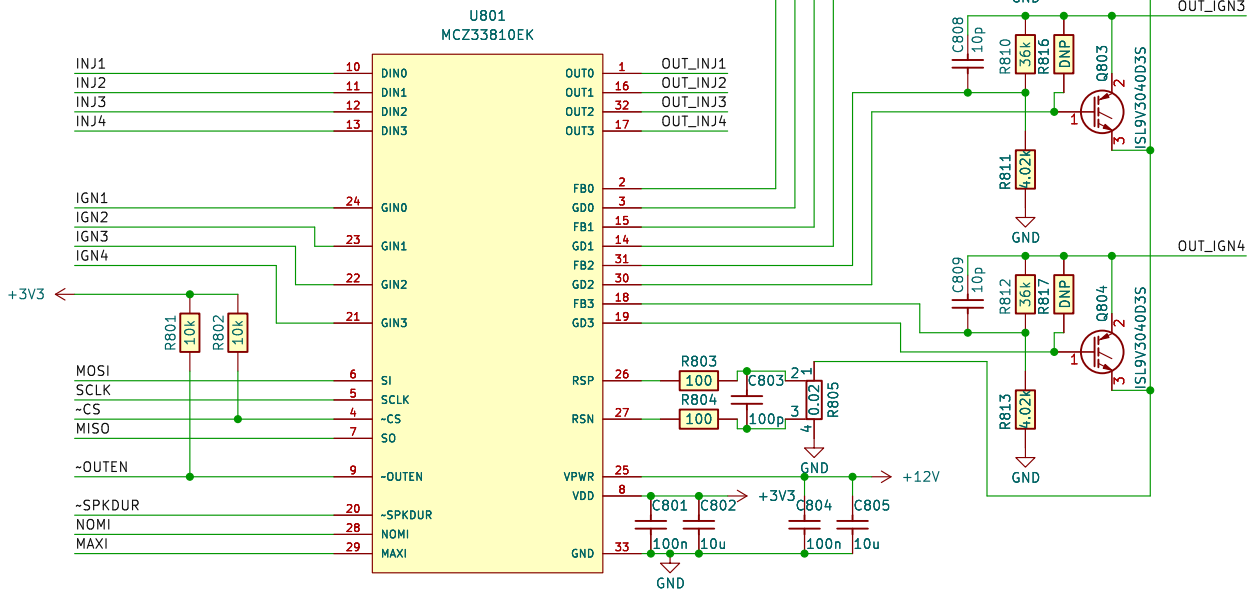 U801
MCZ33810EK
INJ1 10 DIN0 OUT0 1 OUT_INJ1
INJ2 11 DIN1 OUT1 16 OUT_INJ2
INJ3 12 DIN2 OUT2 32 OUT_INJ3
INJ4 13 DIN3 OUT3 17 OUT_INJ4
FB0 2
IGN1 24 GIN0 GD0 3
IGN2 FB1 15
IGN3 23 GIN1 GD1 14
IGN4 FB2 31
22 GIN2 GD2 30
+3V3 FB3 18
21 GIN3 GD3 19
R801 10k
R802 10k
MOSI 6 SI RSP 26
SCLK 5 SCLK
~CS 4 ~CS RSN 27
MISO 7 SO
~OUTEN 9 ~OUTEN VPWR 25 +12V
VDD 8 +3V3
~SPKDUR 20 ~SPKDUR
NOMI 28 NOMI
MAXI 29 MAXI GND 33
R803
100
R804
100
C803
100p
2 1
3
4
0.02
R805
GND
C801
100n
C802
10u
C804
100n
C805
10u
GND
GND
OUT_IGN3
C808
10p
R810
36k
R816
DNP
Q803
ISL9V3040D3S
2
1
3
R811
4.02k
GND
OUT_IGN4
C809
10p
R812
36k
R817
DNP
Q804
ISL9V3040D3S
2
1
3
R813
4.02k
GND